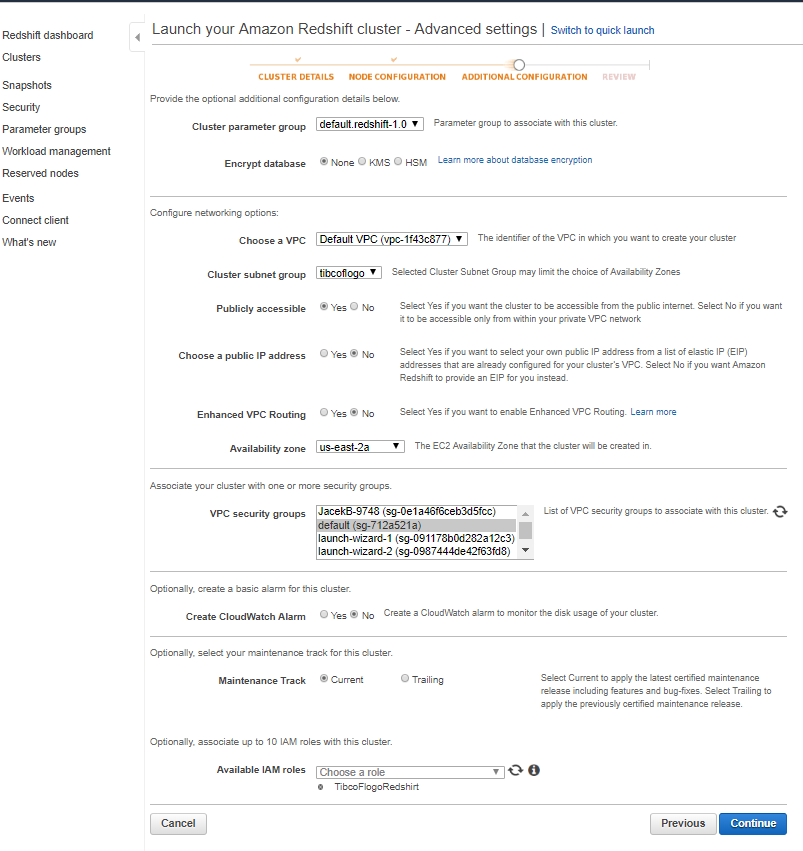 Launch your Amazon Redshift cluster - Advanced settings | Switch to quick launch
Redshift dashboard
Clusters
Snapshots
Security
Parameter groups
Workload management
Reserved nodes
Events
Connect client
What's new
CLUSTER DETAILS NODE CONFIGURATION ADDITIONAL CONFIGURATION REVIEW
Provide the optional additional configuration details below.
Cluster parameter group default.redshift-1.0 Parameter group to associate with this cluster.
Encrypt database None KMS HSM Learn more about database encryption
Configure networking options:
Choose a VPC Default VPC (vpc-1f43c877) The identifier of the VPC in which you want to create your cluster
Cluster subnet group tibcoflogo Selected Cluster Subnet Group may limit the choice of Availability Zones
Publicly accessible Yes No Select Yes if you want the cluster to be accessible from the public internet. Select No if you want
it to be accessible only from within your private VPC network
Choose a public IP address Yes No Select Yes if you want to select your own public IP address from a list of elastic IP (EIP)
addresses that are already configured for your cluster's VPC. Select No if you want Amazon
Redshift to provide an EIP for you instead.
Enhanced VPC Routing Yes No Select Yes if you want to enable Enhanced VPC Routing. Learn more
Availability zone us-east-2a The EC2 Availability Zone that the cluster will be created in.
Associate your cluster with one or more security groups.
VPC security groups JacekB-9748 (sg-0e1a46f6ceb3d5fcc) List of VPC security groups to associate with this cluster.
default (sg-712a521a)
launch-wizard-1 (sg-091178b0d282a12c3)
launch-wizard-2 (sg-0987444de42f63fd8)
Optionally, create a basic alarm for this cluster.
Create CloudWatch Alarm Yes No Create a CloudWatch alarm to monitor the disk usage of your cluster.
Optionally, select your maintenance track for this cluster.
Maintenance Track Current Trailing Select Current to apply the latest certified maintenance
release including features and bug-fixes. Select Trailing to
apply the previously certified maintenance release.
Optionally, associate up to 10 IAM roles with this cluster.
Available IAM roles Choose a role
TibcoFlogoRedshirt
Cancel Previous Continue